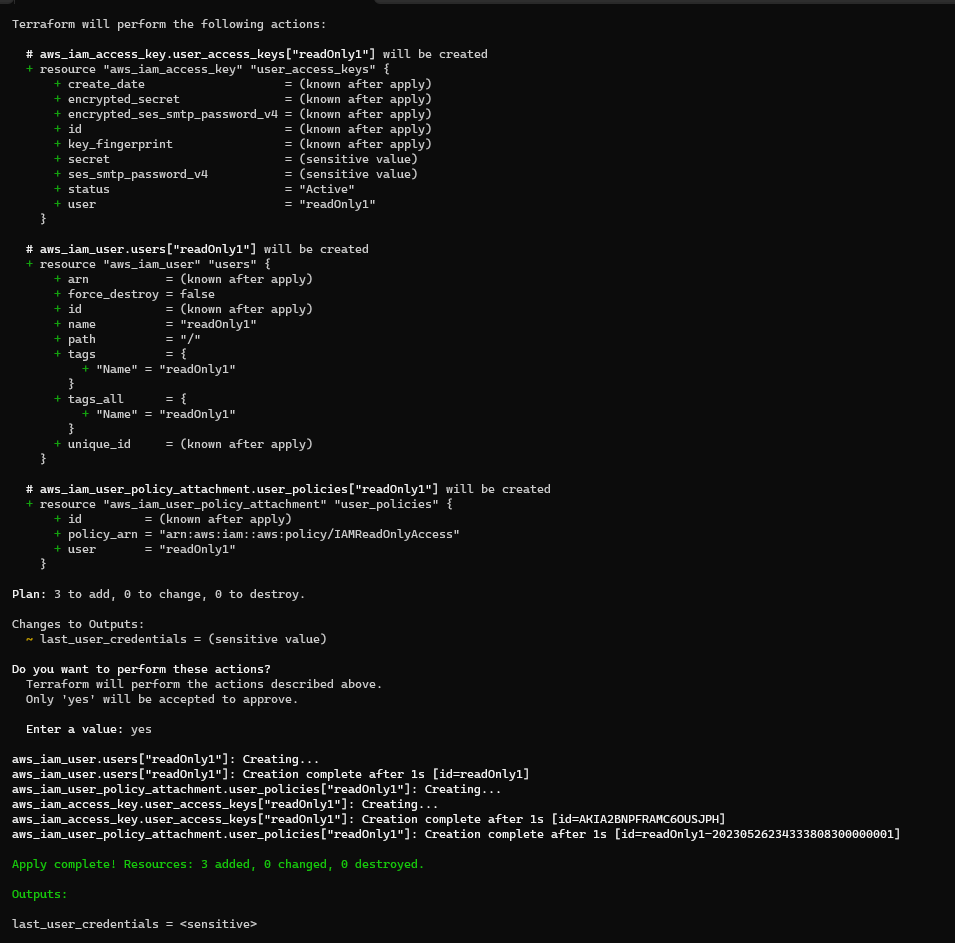 Terraform will perform the following actions:
# aws_iam_access_key.user_access_keys["readOnly1"] will be created
+ resource "aws_iam_access_key" "user_access_keys" {
+ create_date = (known after apply)
+ encrypted_secret = (known after apply)
+ encrypted_ses_smtp_password_v4 = (known after apply)
+ id = (known after apply)
+ key_fingerprint = (known after apply)
+ secret = (sensitive value)
+ ses_smtp_password_v4 = (sensitive value)
+ status = "Active"
+ user = "readOnly1"
}
# aws_iam_user.users["readOnly1"] will be created
+ resource "aws_iam_user" "users" {
+ arn = (known after apply)
+ force_destroy = false
+ id = (known after apply)
+ name = "readOnly1"
+ path = "/"
+ tags = {
+ "Name" = "readOnly1"
}
+ tags_all = {
+ "Name" = "readOnly1"
}
+ unique_id = (known after apply)
}
# aws_iam_user_policy_attachment.user_policies["readOnly1"] will be created
+ resource "aws_iam_user_policy_attachment" "user_policies" {
+ id = (known after apply)
+ policy_arn = "arn:aws:iam::aws:policy/IAMReadOnlyAccess"
+ user = "readOnly1"
}
Plan: 3 to add, 0 to change, 0 to destroy.
Changes to Outputs:
~ last_user_credentials = (sensitive value)
Do you want to perform these actions?
Terraform will perform the actions described above.
Only 'yes' will be accepted to approve.
Enter a value: yes
aws_iam_user.users["readOnly1"]: Creating...
aws_iam_user.users["readOnly1"]: Creation complete after 1s [id=readOnly1]
aws_iam_user_policy_attachment.user_policies["readOnly1"]: Creating...
aws_iam_access_key.user_access_keys["readOnly1"]: Creating...
aws_iam_access_key.user_access_keys["readOnly1"]: Creation complete after 1s [id=AKIA2BNPFRAMC6OUSJPH]
aws_iam_user_policy_attachment.user_policies["readOnly1"]: Creation complete after 1s [id=readOnly1-20230526234333808300000001]
Apply complete! Resources: 3 added, 0 changed, 0 destroyed.
Outputs:
last_user_credentials = <sensitive>